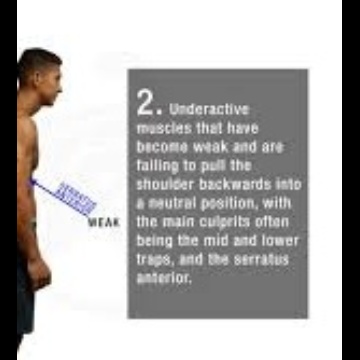 2. Underactive
muscles that have
become weak and are
failing to pull the
shoulder backwards into
a neutral position, with
the main culprits often
being the mid and lower
traps, and the serratus
anterior.
SERRATUS
ANTERIOR
WEAK